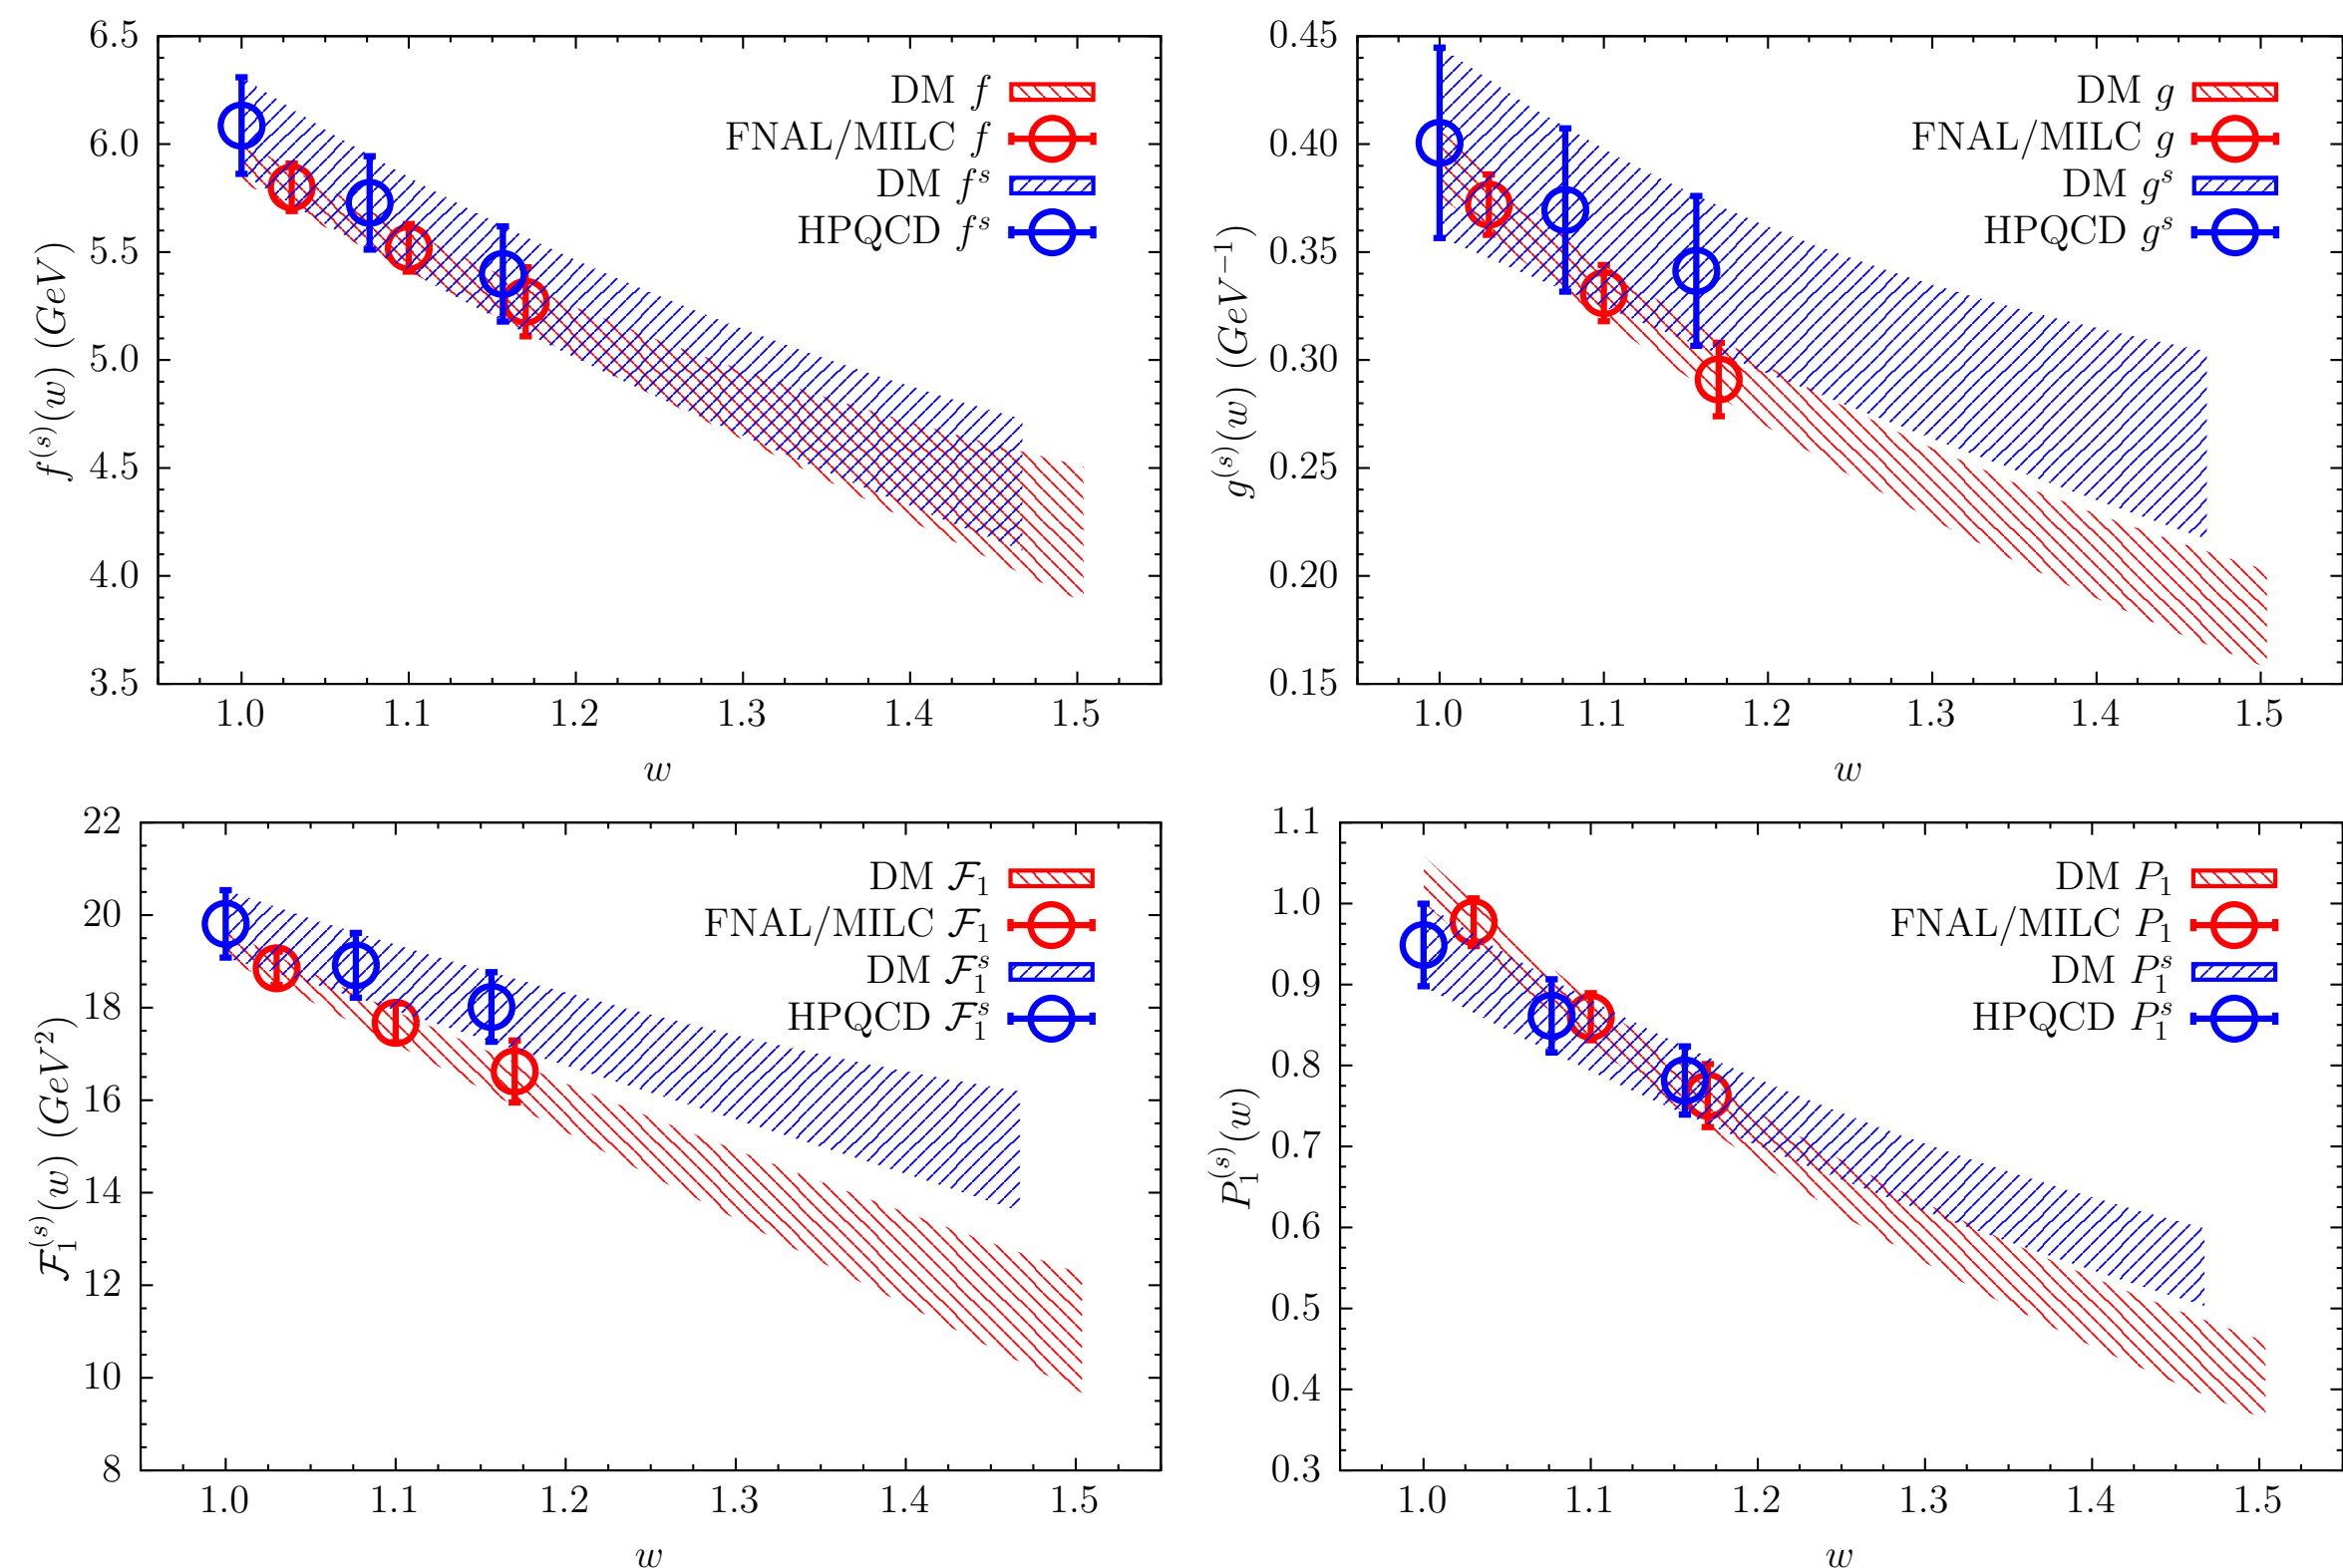 6.5
6.0
5.5
5.0
4.5
4.0
3.5
f^{(s)}(w) (GeV)
DM f
FNAL/MILC f
DM f^s
HPQCD f^s
1.0 1.1 1.2 1.3 1.4 1.5
w
0.45
0.40
0.35
0.30
0.25
0.20
0.15
g^{(s)}(w) (GeV^{-1})
DM g
FNAL/MILC g
DM g^s
HPQCD g^s
1.0 1.1 1.2 1.3 1.4 1.5
w
22
20
18
16
14
12
10
8
ℱ_1^{(s)}(w) (GeV^2)
DM ℱ_1
FNAL/MILC ℱ_1
DM ℱ_1^s
HPQCD ℱ_1^s
1.0 1.1 1.2 1.3 1.4 1.5
w
1.1
1.0
0.9
0.8
0.7
0.6
0.5
0.4
0.3
P_1^{(s)}(w)
DM P_1
FNAL/MILC P_1
DM P_1^s
HPQCD P_1^s
1.0 1.1 1.2 1.3 1.4 1.5
w